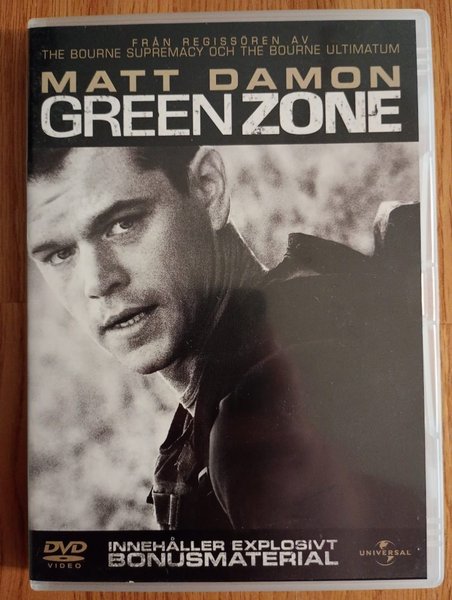 FRÅN REGISSÖREN AV
THE BOURNE SUPREMACY OCH THE BOURNE ULTIMATUM
MATT DAMON
GREEN ZONE
DVD
VIDEO
INNEHÅLLER EXPLOSIVT
BONUSMATERIAL
UNIVERSAL